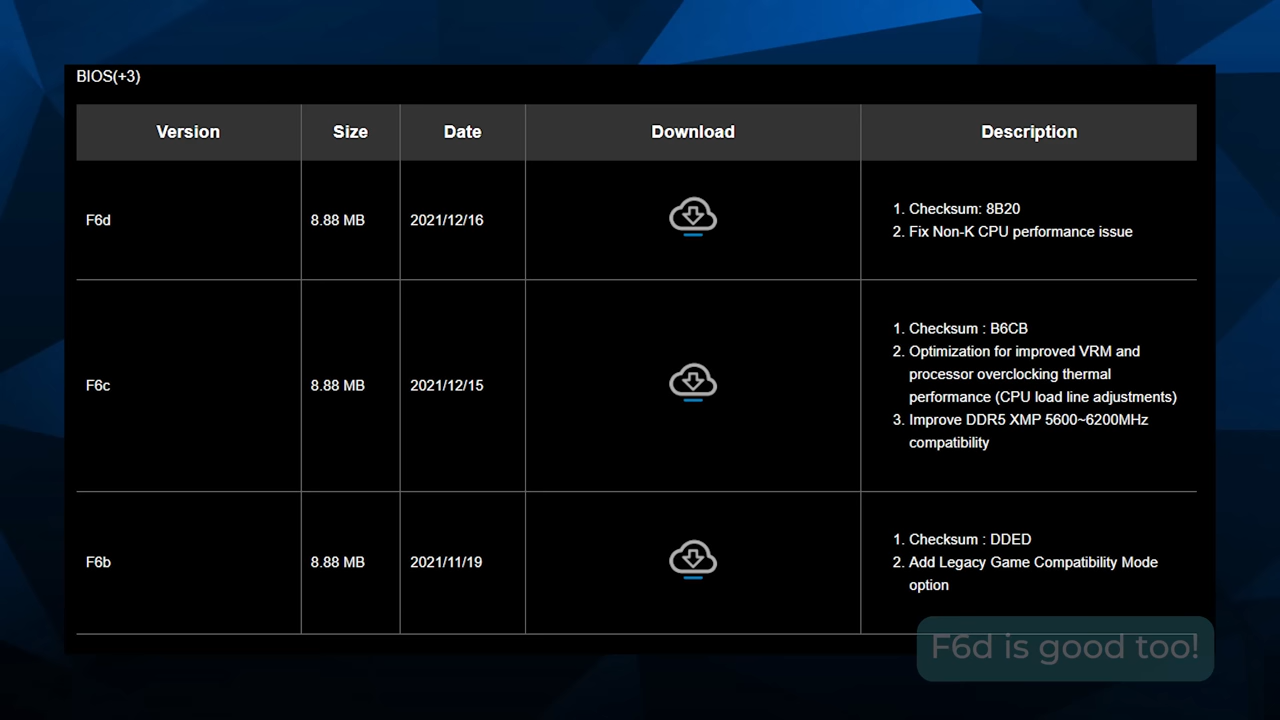 BIOS(+3)
Version Size Date Download Description
F6d 8.88 MB 2021/12/16
1. Checksum: 8B20
2. Fix Non-K CPU performance issue
F6c 8.88 MB 2021/12/15
1. Checksum : B6CB
2. Optimization for improved VRM and
processor overclocking thermal
performance (CPU load line adjustments)
3. Improve DDR5 XMP 5600~6200MHz
compatibility
F6b 8.88 MB 2021/11/19
1. Checksum : DDED
2. Add Legacy Game Compatibility Mode
option
F6d is good too!